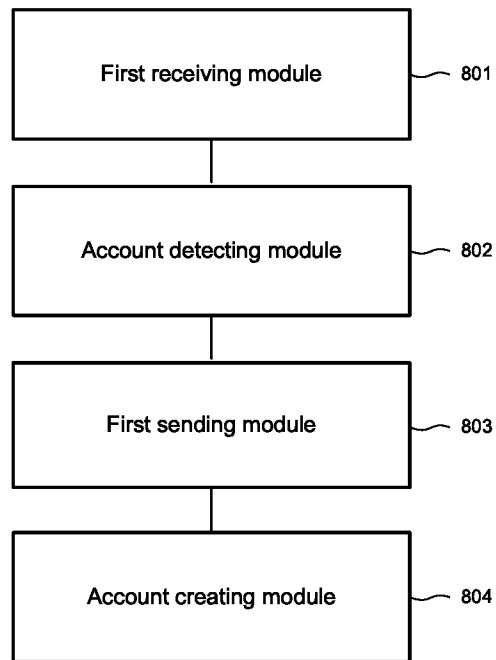 First receiving module
801
Account detecting module
802
First sending module
803
Account creating module
804